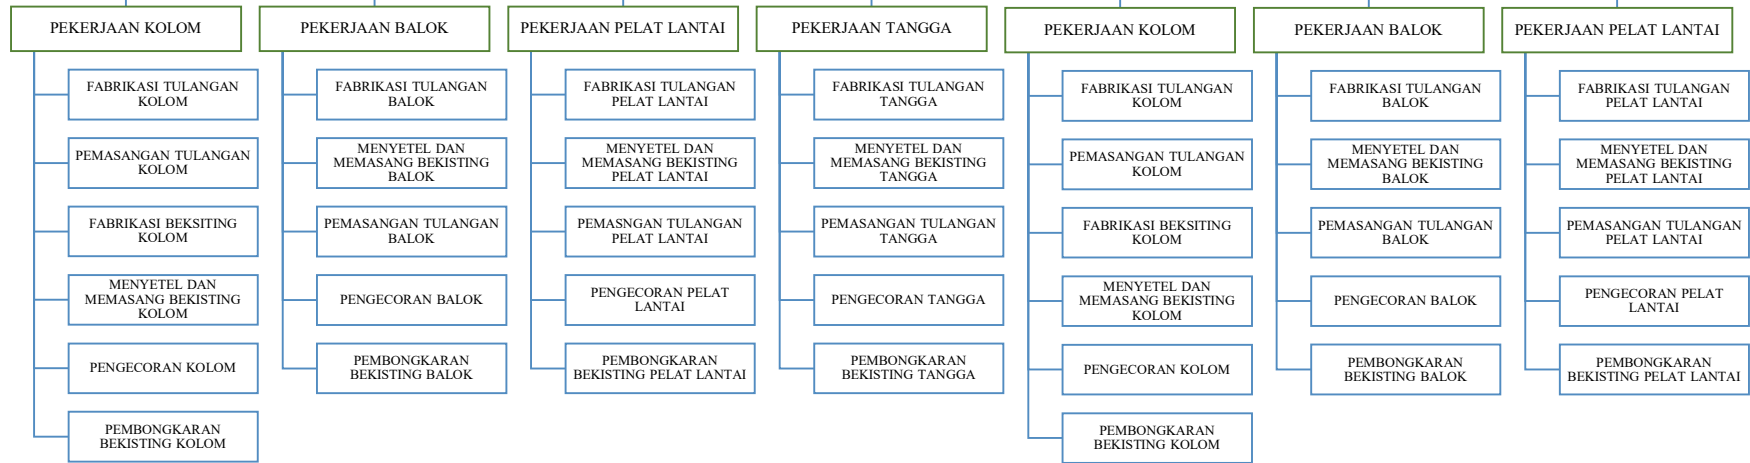 PEKERJAAN KOLOM
FABRIKASI TULANGAN
KOLOM
PEMASANGAN TULANGAN
KOLOM
FABRIKASI BEKSITING
KOLOM
MENYETEL DAN
MEMASANG BEKISTING
KOLOM
PENGECORAN KOLOM
PEMBONGKARAN
BEKISTING KOLOM
PEKERJAAN BALOK
FABRIKASI TULANGAN
BALOK
MENYETEL DAN
MEMASANG BEKISTING
BALOK
PEMASANGAN TULANGAN
BALOK
PENGECORAN BALOK
PEMBONGKARAN
BEKISTING BALOK
PEKERJAAN PELAT LANTAI
FABRIKASI TULANGAN
PELAT LANTAI
MENYETEL DAN
MEMASANG BEKISTING
PELAT LANTAI
PEMASNGAN TULANGAN
PELAT LANTAI
PENGECORAN PELAT
LANTAI
PEMBONGKARAN
BEKISTING PELAT LANTAI
PEKERJAAN TANGGA
FABRIKASI TULANGAN
TANGGA
MENYETEL DAN
MEMASANG BEKISTING
TANGGA
PEMASANGAN TULANGAN
TANGGA
PENGECORAN TANGGA
PEMBONGKARAN
BEKISTING TANGGA
PEKERJAAN KOLOM
FABRIKASI TULANGAN
KOLOM
PEMASANGAN TULANGAN
KOLOM
FABRIKASI BEKSITING
KOLOM
MENYETEL DAN
MEMASANG BEKISTING
KOLOM
PENGECORAN KOLOM
PEMBONGKARAN
BEKISTING KOLOM
PEKERJAAN BALOK
FABRIKASI TULANGAN
BALOK
MENYETEL DAN
MEMASANG BEKISTING
BALOK
PEMASANGAN TULANGAN
BALOK
PENGECORAN BALOK
PEMBONGKARAN
BEKISTING BALOK
PEKERJAAN PELAT LANTAI
FABRIKASI TULANGAN
PELAT LANTAI
MENYETEL DAN
MEMASANG BEKISTING
PELAT LANTAI
PEMASANGAN TULANGAN
PELAT LANTAI
PENGECORAN PELAT
LANTAI
PEMBONGKARAN
BEKISTING PELAT LANTAI